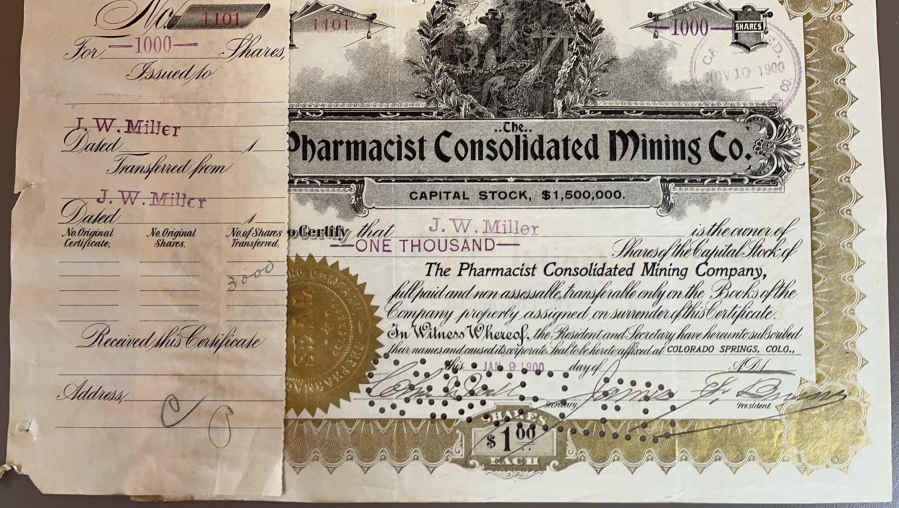 No. 1101
For —1000— Shares,
Issued to
J. W. Miller
Dated 1
Transferred from
J. W. Miller
Dated 1
No. Original Certificate. No. Original Shares. No. of Shares Transferred.
3000
Received this Certificate
Address
1101
—1000— SHARES
NOV 10 1900
..The..
Pharmacist Consolidated Mining Co.
CAPITAL STOCK, $1,500,000.
Certify that J. W. Miller is the owner of
—ONE THOUSAND— Shares of the Capital Stock of
The Pharmacist Consolidated Mining Company,
full paid and non assessable, transferable only on the Books of the
Company properly assigned on surrender of this Certificate.
In Witness Whereof, the President and Secretary have hereunto subscribed
their names and caused its corporate Seal to be hereto affixed at COLORADO SPRINGS, COLO.,
this JAN 9 1900 day of A.D. 1
Secretary President
SHARES
$1.00
EACH